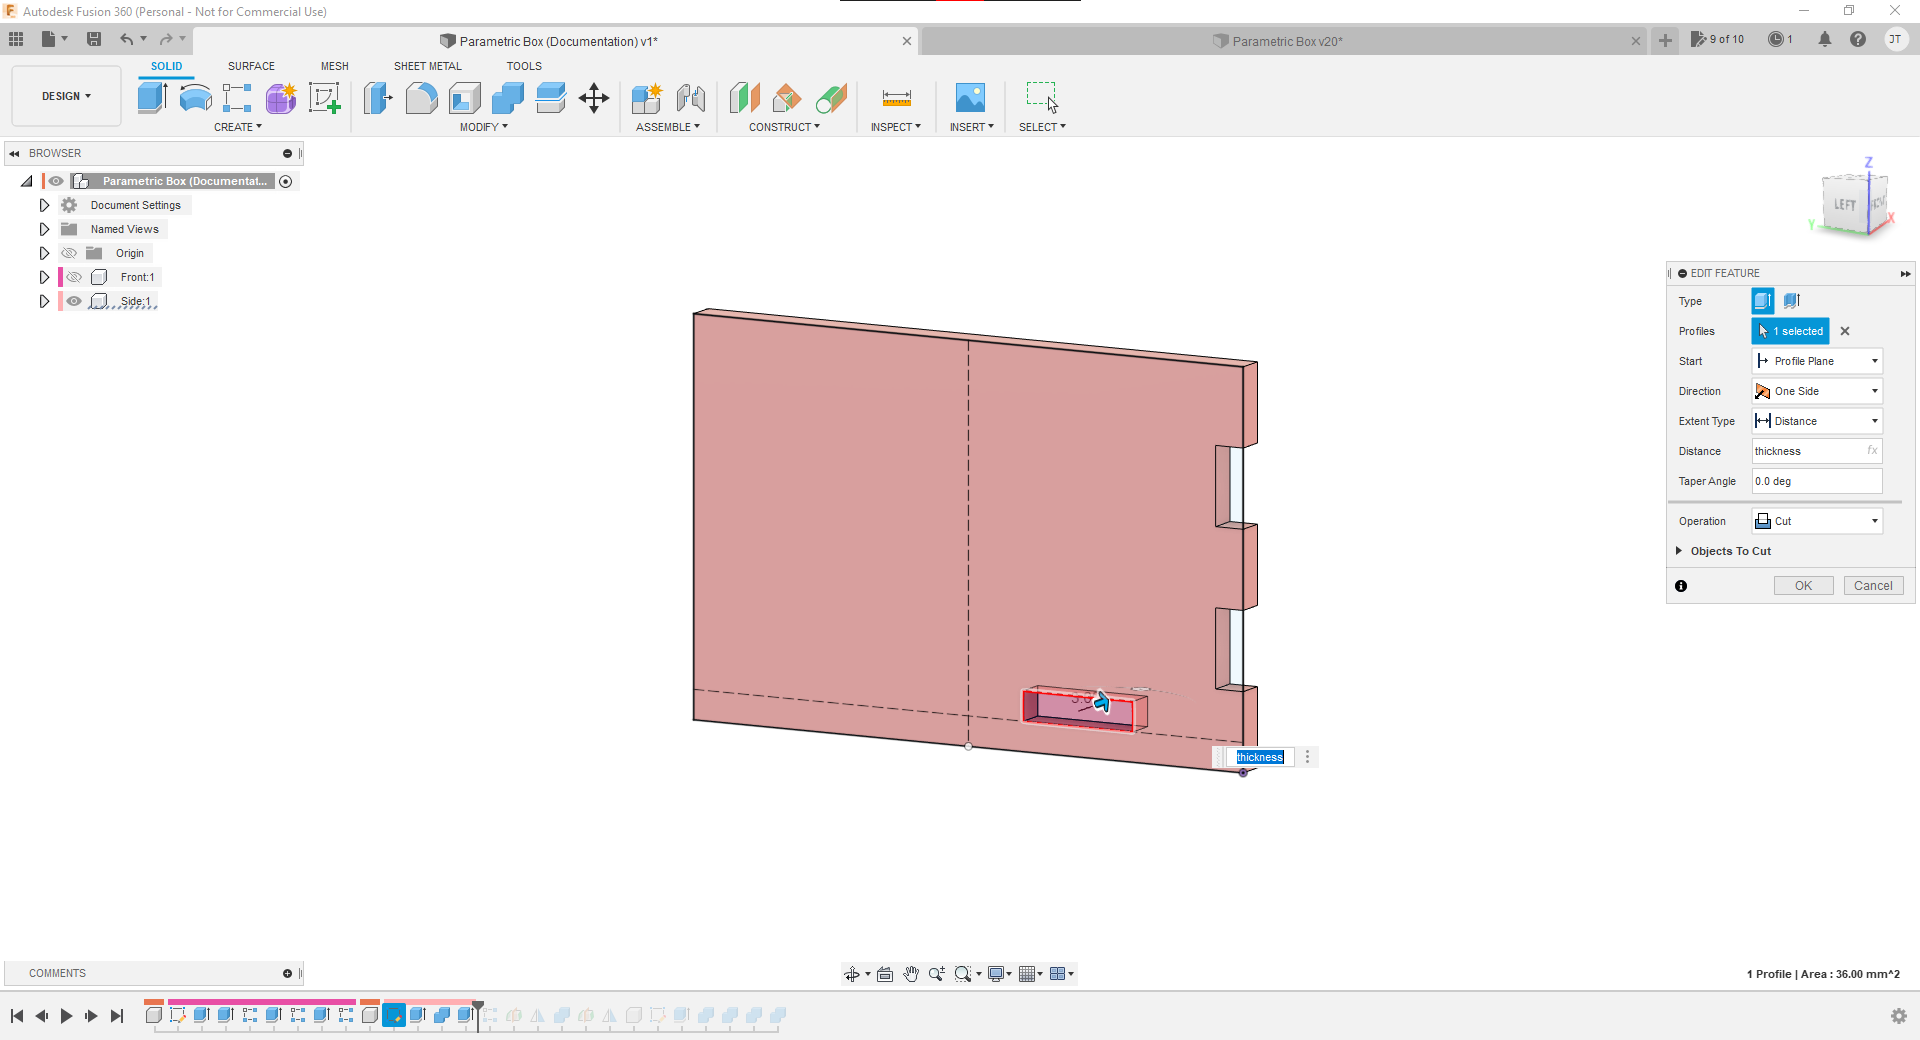 Autodesk Fusion 360 (Personal - Not for Commercial Use)
Parametric Box (Documentation) v1*
Parametric Box v20*
9 of 10
1
JT
DESIGN
SOLID
SURFACE
MESH
SHEET METAL
TOOLS
CREATE
MODIFY
ASSEMBLE
CONSTRUCT
INSPECT
INSERT
SELECT
BROWSER
Parametric Box (Documentat...
Document Settings
Named Views
Origin
Front:1
Side:1
Z
LEFT
Y
X
EDIT FEATURE
Type
Profiles
1 selected
Start
Profile Plane
Direction
One Side
Extent Type
Distance
Distance
thickness
fx
Taper Angle
0.0 deg
Operation
Cut
Objects To Cut
OK
Cancel
thickness
COMMENTS
1 Profile | Area : 36.00 mm^2